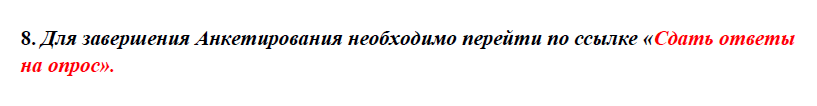 8. Для завершения Анкетирования необходимо перейти по ссылке «Сдать ответы
на опрос».